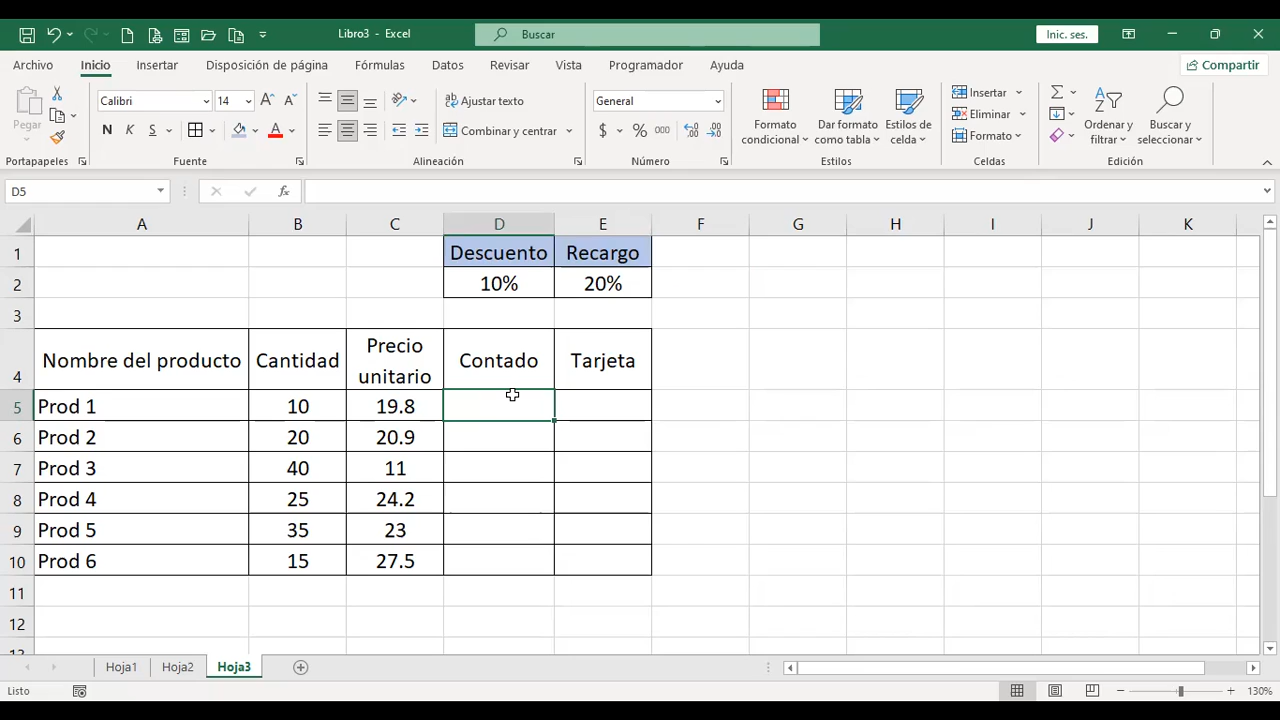 Libro3 - Excel
Buscar
Inic. ses.
Archivo Inicio Insertar Disposición de página Fórmulas Datos Revisar Vista Programador Ayuda Compartir
Pegar
Calibri 14
N K S A
Ajustar texto
Combinar y centrar
General
$ % 000
Formato condicional
Dar formato como tabla
Estilos de celda
Insertar
Eliminar
Formato
Ordenar y filtrar
Buscar y seleccionar
Portapapeles Fuente Alineación Número Estilos Celdas Edición
D5 fx
A B C D E F G H I J K
1 Descuento Recargo
2 10% 20%
3
4 Nombre del producto Cantidad Precio unitario Contado Tarjeta
5 Prod 1 10 19.8
6 Prod 2 20 20.9
7 Prod 3 40 11
8 Prod 4 25 24.2
9 Prod 5 35 23
10 Prod 6 15 27.5
11
12
13
Hoja1 Hoja2 Hoja3
Listo 130%